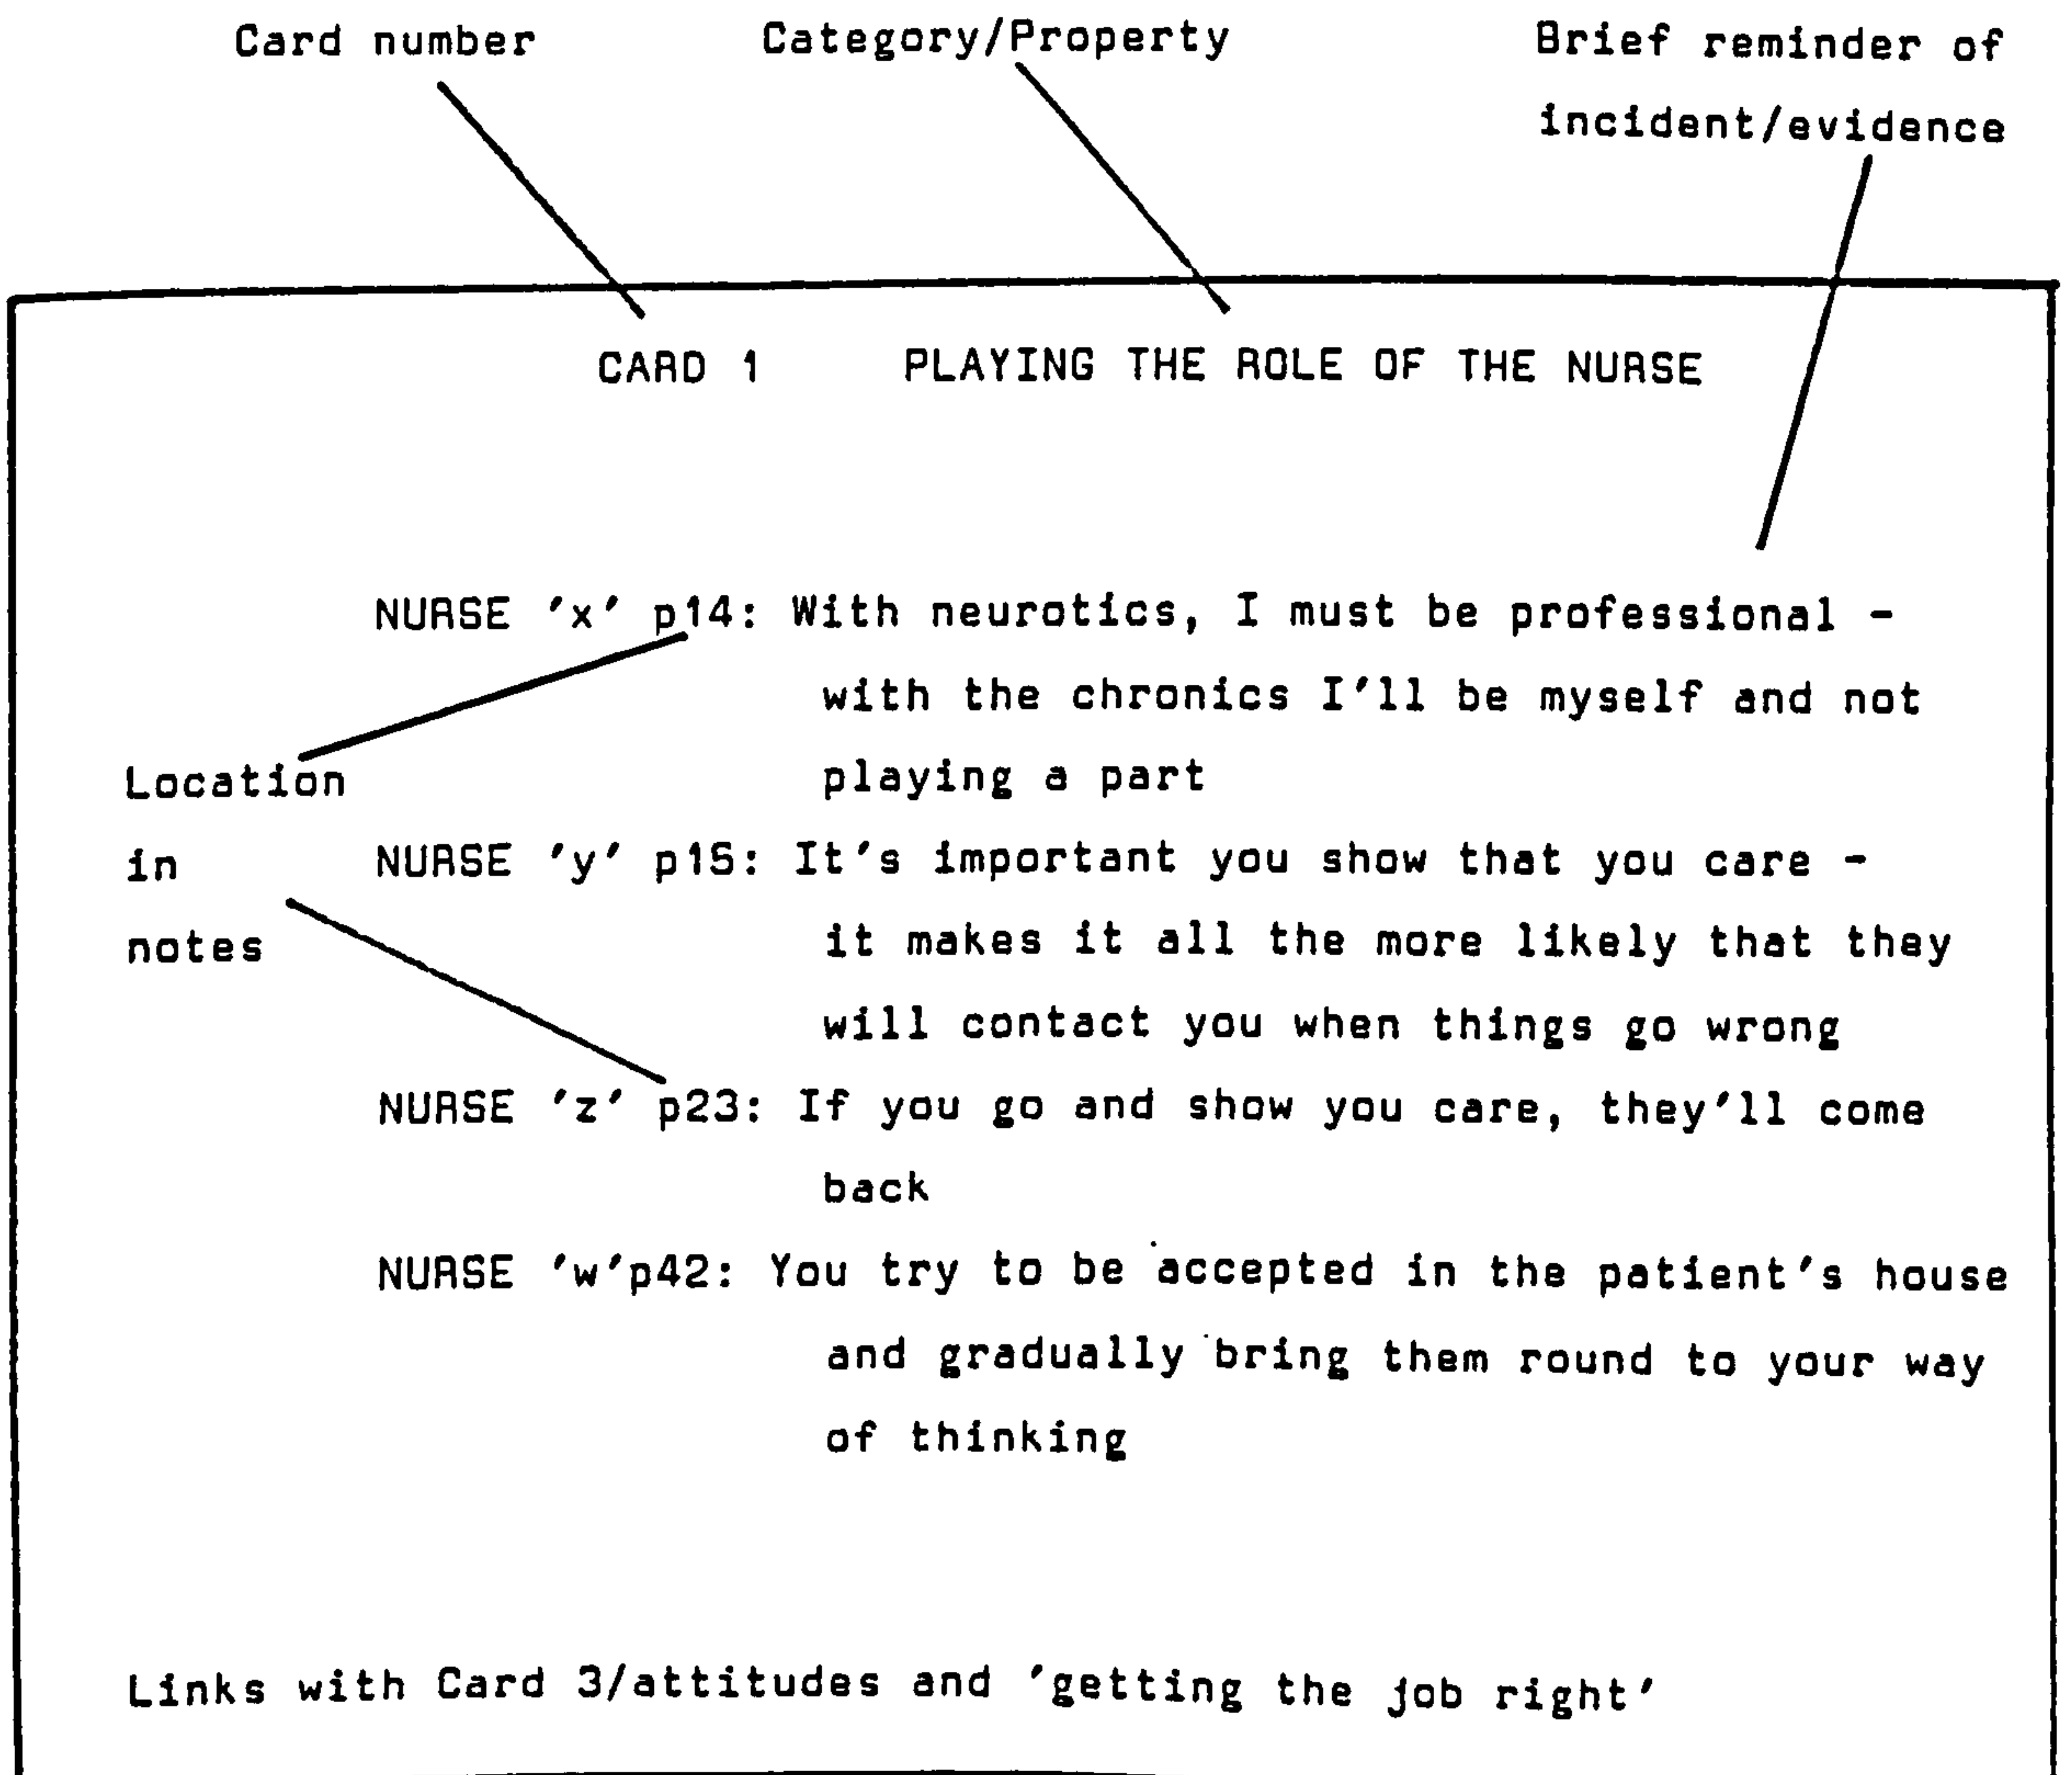 Card number Category/Property Brief reminder of
incident/evidence
CARD 1 PLAYING THE ROLE OF THE NURSE
NURSE 'x' p14: With neurotics, I must be professional -
with the chronics I'll be myself and not
playing a part
Location
in
notes
NURSE 'y' p15: It's important you show that you care -
it makes it all the more likely that they
will contact you when things go wrong
NURSE 'z' p23: If you go and show you care, they'll come
back
NURSE 'w'p42: You try to be accepted in the patient's house
and gradually bring them round to your way
of thinking
Links with Card 3/attitudes and 'getting the job right'